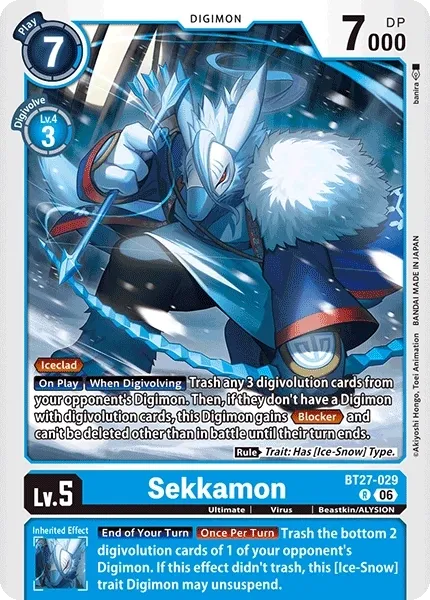 DIGIMON
Play
7
7000 DP
banira
Digivolve
Lv.4
3
©Akiyoshi Hongo, Toei Animation BANDAI MADE IN JAPAN
Iceclad
On Play When Digivolving Trash any 3 digivolution cards from
your opponent's Digimon. Then, if they don't have a Digimon
with digivolution cards, this Digimon gains Blocker and
can't be deleted other than in battle until their turn ends.
Rule Trait: Has [Ice-Snow] Type.
Lv.5
Sekkamon
BT27-029
R 06
Ultimate Virus Beastkin/ALYSION
Inherited Effect
End of Your Turn Once Per Turn Trash the bottom 2
digivolution cards of 1 of your opponent's
Digimon. If this effect didn't trash, this [Ice-Snow]
trait Digimon may unsuspend.